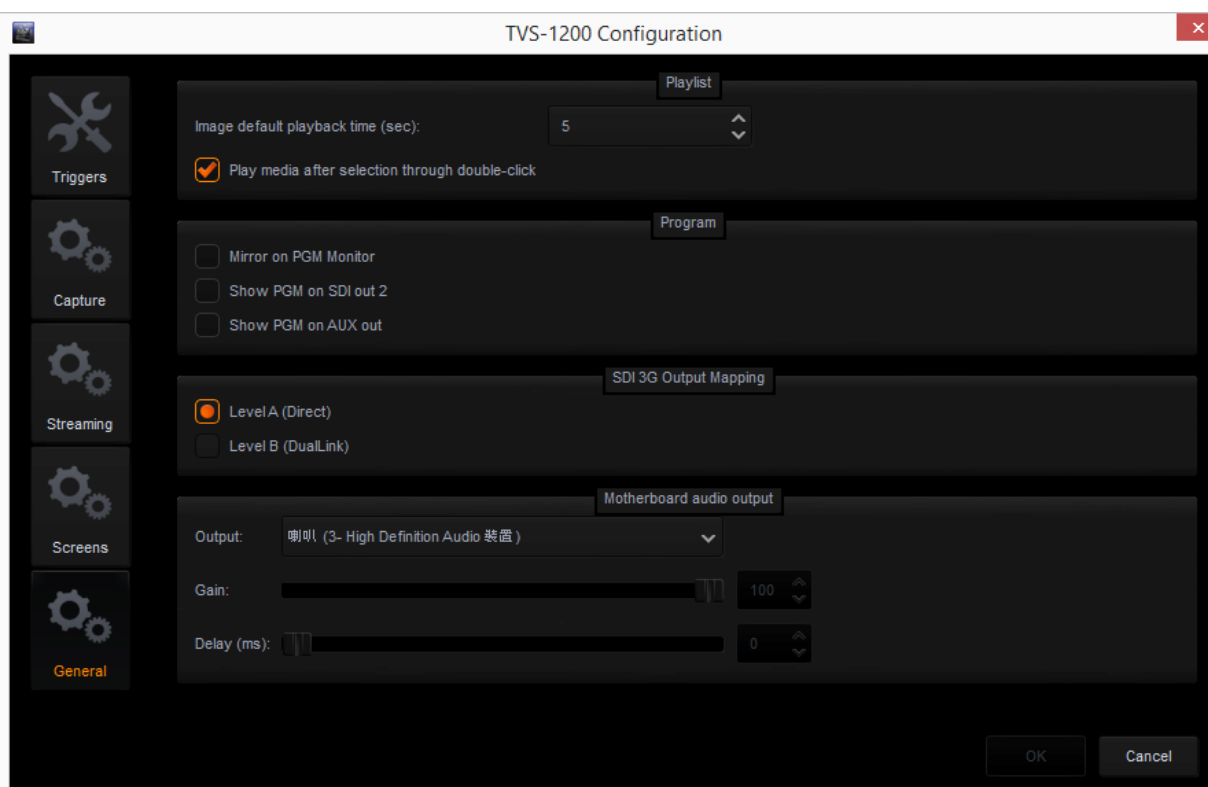 TVS-1200 Configuration
Triggers
Capture
Streaming
Screens
General
Playlist
Image default playback time (sec):
5
Play media after selection through double-click
Program
Mirror on PGM Monitor
Show PGM on SDI out 2
Show PGM on AUX out
SDI 3G Output Mapping
Level A (Direct)
Level B (DualLink)
Motherboard audio output
Output:
喇叭 (3- High Definition Audio 裝置)
Gain:
100
Delay (ms):
0
OK
Cancel